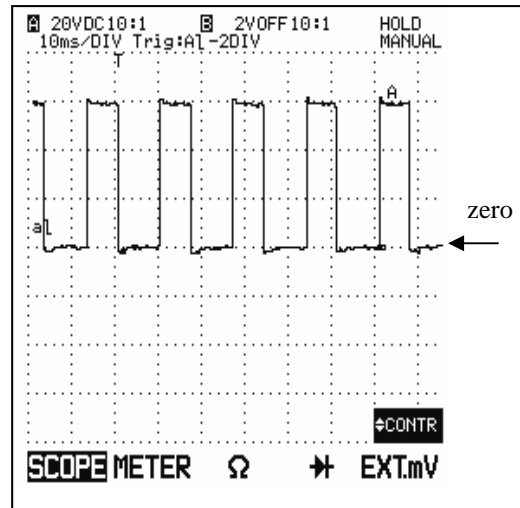 A 20VDC10:1 B 2VOFF10:1 HOLD
10ms/DIV Trig:A⎍-2DIV MANUAL
T
A
zero
a⎍
CONTR
SCOPE METER Ω EXT.mV